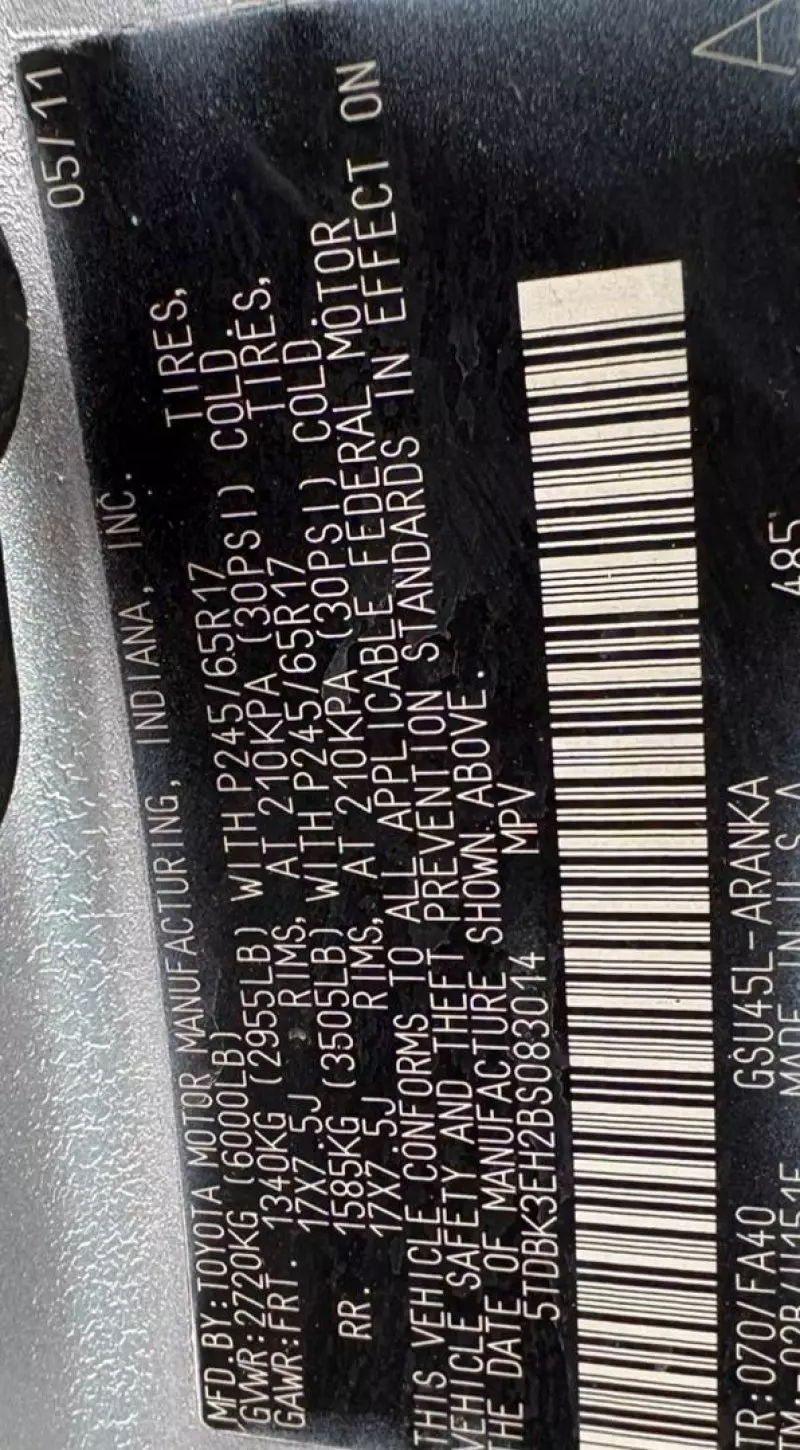 MFD.BY:TOYOTA MOTOR MANUFACTURING, INDIANA, INC. 05/11
GVWR:2720KG (6000LB)
GAWR:FRT. 1340KG (2955LB) WITH P245/65R17 TIRES,
17X7.5J RIMS, AT 210KPA (30PSI) COLD
RR. 1585KG (3505LB) WITH P245/65R17 TIRES,
17X7.5J RIMS, AT 210KPA (30PSI) COLD.
THIS VEHICLE CONFORMS TO ALL APPLICABLE FEDERAL MOTOR
VEHICLE SAFETY AND THEFT PREVENTION STANDARDS IN EFFECT ON
THE DATE OF MANUFACTURE SHOWN ABOVE.
5TDBK3EH2BS083014 MPV
A
TR:070/FA40 GSU45L-ARANKA 485
MADE IN U.S.A.